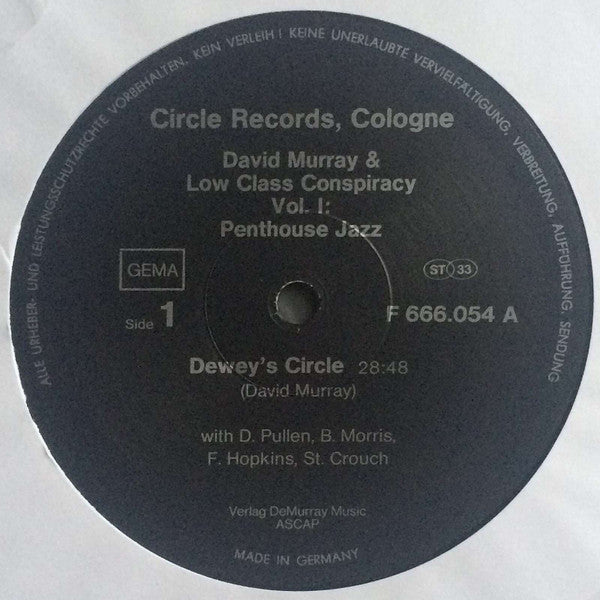 ALLE URHEBER- UND LEISTUNGSSCHUTZRECHTE VORBEHALTEN. KEIN VERLEIH! KEINE UNERLAUBTE VERVIELFÄLTIGUNG, VERBREITUNG, AUFFÜHRUNG, SENDUNG
Circle Records, Cologne
David Murray &
Low Class Conspiracy
Vol. I:
Penthouse Jazz
GEMA
ST 33
Side 1
F 666.054 A
Dewey's Circle 28:48
(David Murray)
with D. Pullen, B. Morris,
F. Hopkins, St. Crouch
Verlag DeMurray Music
ASCAP
MADE IN GERMANY